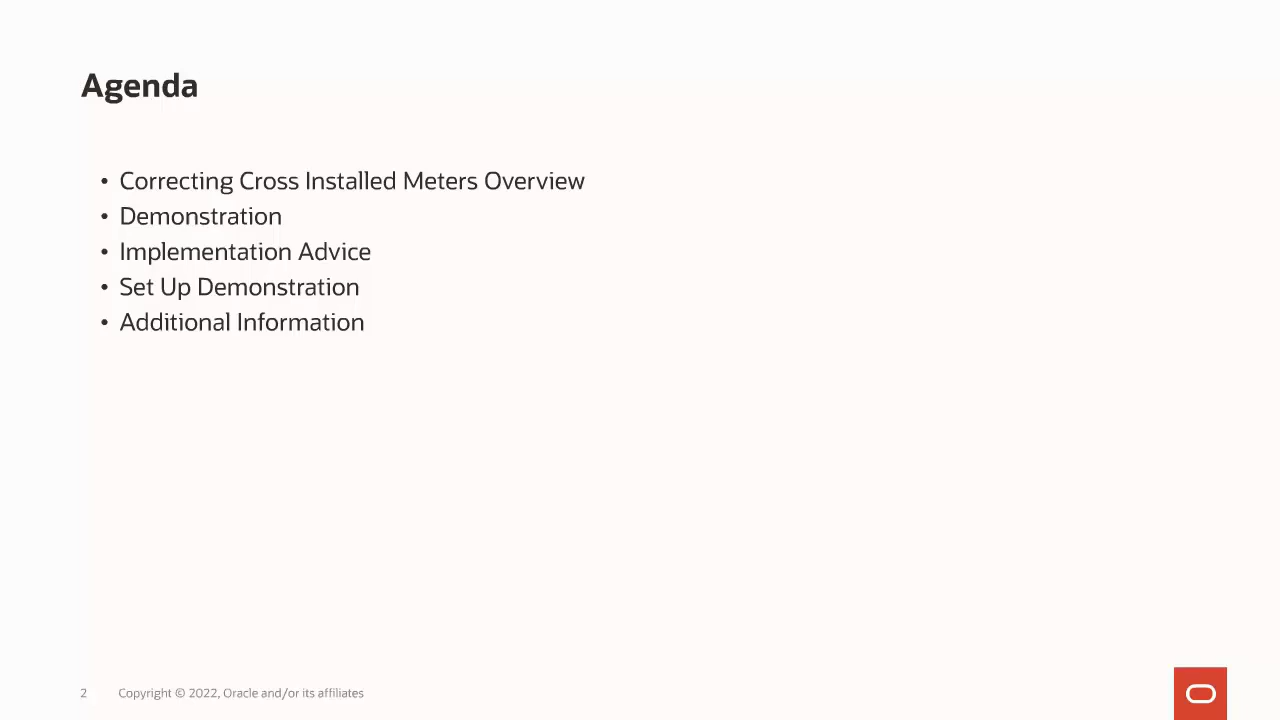 Agenda
• Correcting Cross Installed Meters Overview
• Demonstration
• Implementation Advice
• Set Up Demonstration
• Additional Information
2 Copyright © 2022, Oracle and/or its affiliates